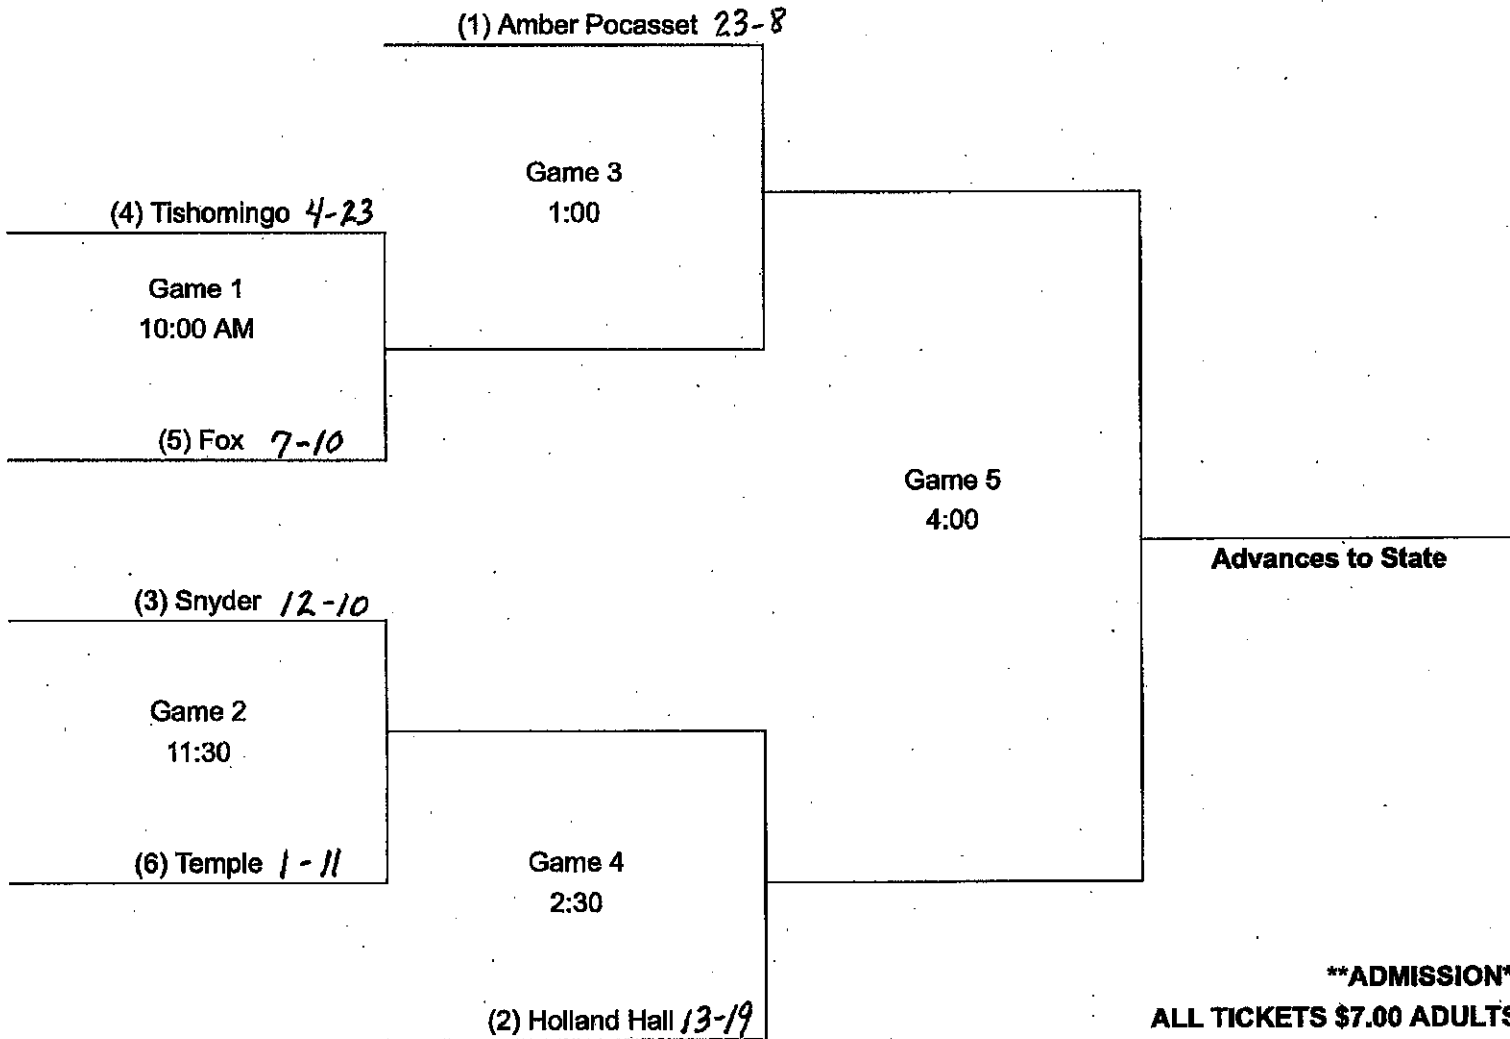 (1) Amber Pocasset 23-8
Game 3
1:00
(4) Tishomingo 4-23
Game 1
10:00 AM
(5) Fox 7-10
Game 5
4:00
Advances to State
(3) Snyder 12-10
Game 2
11:30
(6) Temple 1-11
Game 4
2:30
(2) Holland Hall 13-19
**ADMISSION*
ALL TICKETS $7.00 ADULTS